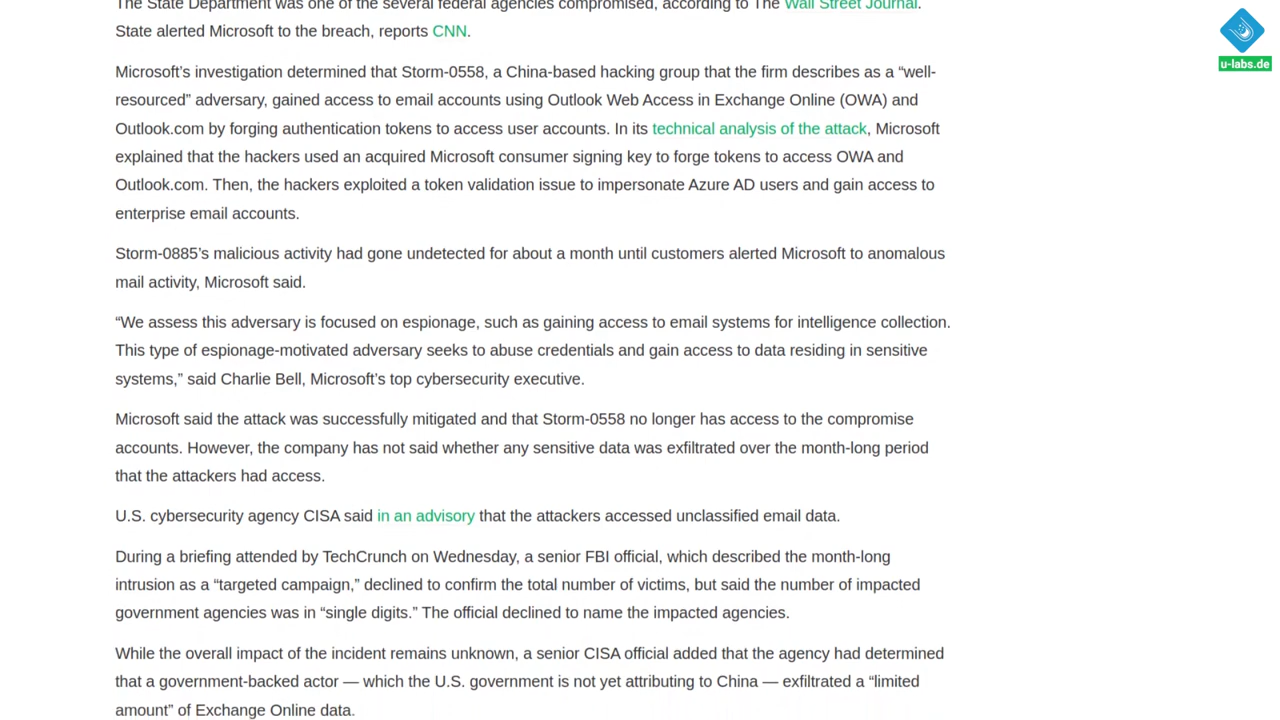 The State Department was one of the several federal agencies compromised, according to The Wall Street Journal.
State alerted Microsoft to the breach, reports CNN.
u-labs.de
Microsoft’s investigation determined that Storm-0558, a China-based hacking group that the firm describes as a “well-
resourced” adversary, gained access to email accounts using Outlook Web Access in Exchange Online (OWA) and
Outlook.com by forging authentication tokens to access user accounts. In its technical analysis of the attack, Microsoft
explained that the hackers used an acquired Microsoft consumer signing key to forge tokens to access OWA and
Outlook.com. Then, the hackers exploited a token validation issue to impersonate Azure AD users and gain access to
enterprise email accounts.
Storm-0885’s malicious activity had gone undetected for about a month until customers alerted Microsoft to anomalous
mail activity, Microsoft said.
“We assess this adversary is focused on espionage, such as gaining access to email systems for intelligence collection.
This type of espionage-motivated adversary seeks to abuse credentials and gain access to data residing in sensitive
systems,” said Charlie Bell, Microsoft’s top cybersecurity executive.
Microsoft said the attack was successfully mitigated and that Storm-0558 no longer has access to the compromise
accounts. However, the company has not said whether any sensitive data was exfiltrated over the month-long period
that the attackers had access.
U.S. cybersecurity agency CISA said in an advisory that the attackers accessed unclassified email data.
During a briefing attended by TechCrunch on Wednesday, a senior FBI official, which described the month-long
intrusion as a “targeted campaign,” declined to confirm the total number of victims, but said the number of impacted
government agencies was in “single digits.” The official declined to name the impacted agencies.
While the overall impact of the incident remains unknown, a senior CISA official added that the agency had determined
that a government-backed actor — which the U.S. government is not yet attributing to China — exfiltrated a “limited
amount” of Exchange Online data.